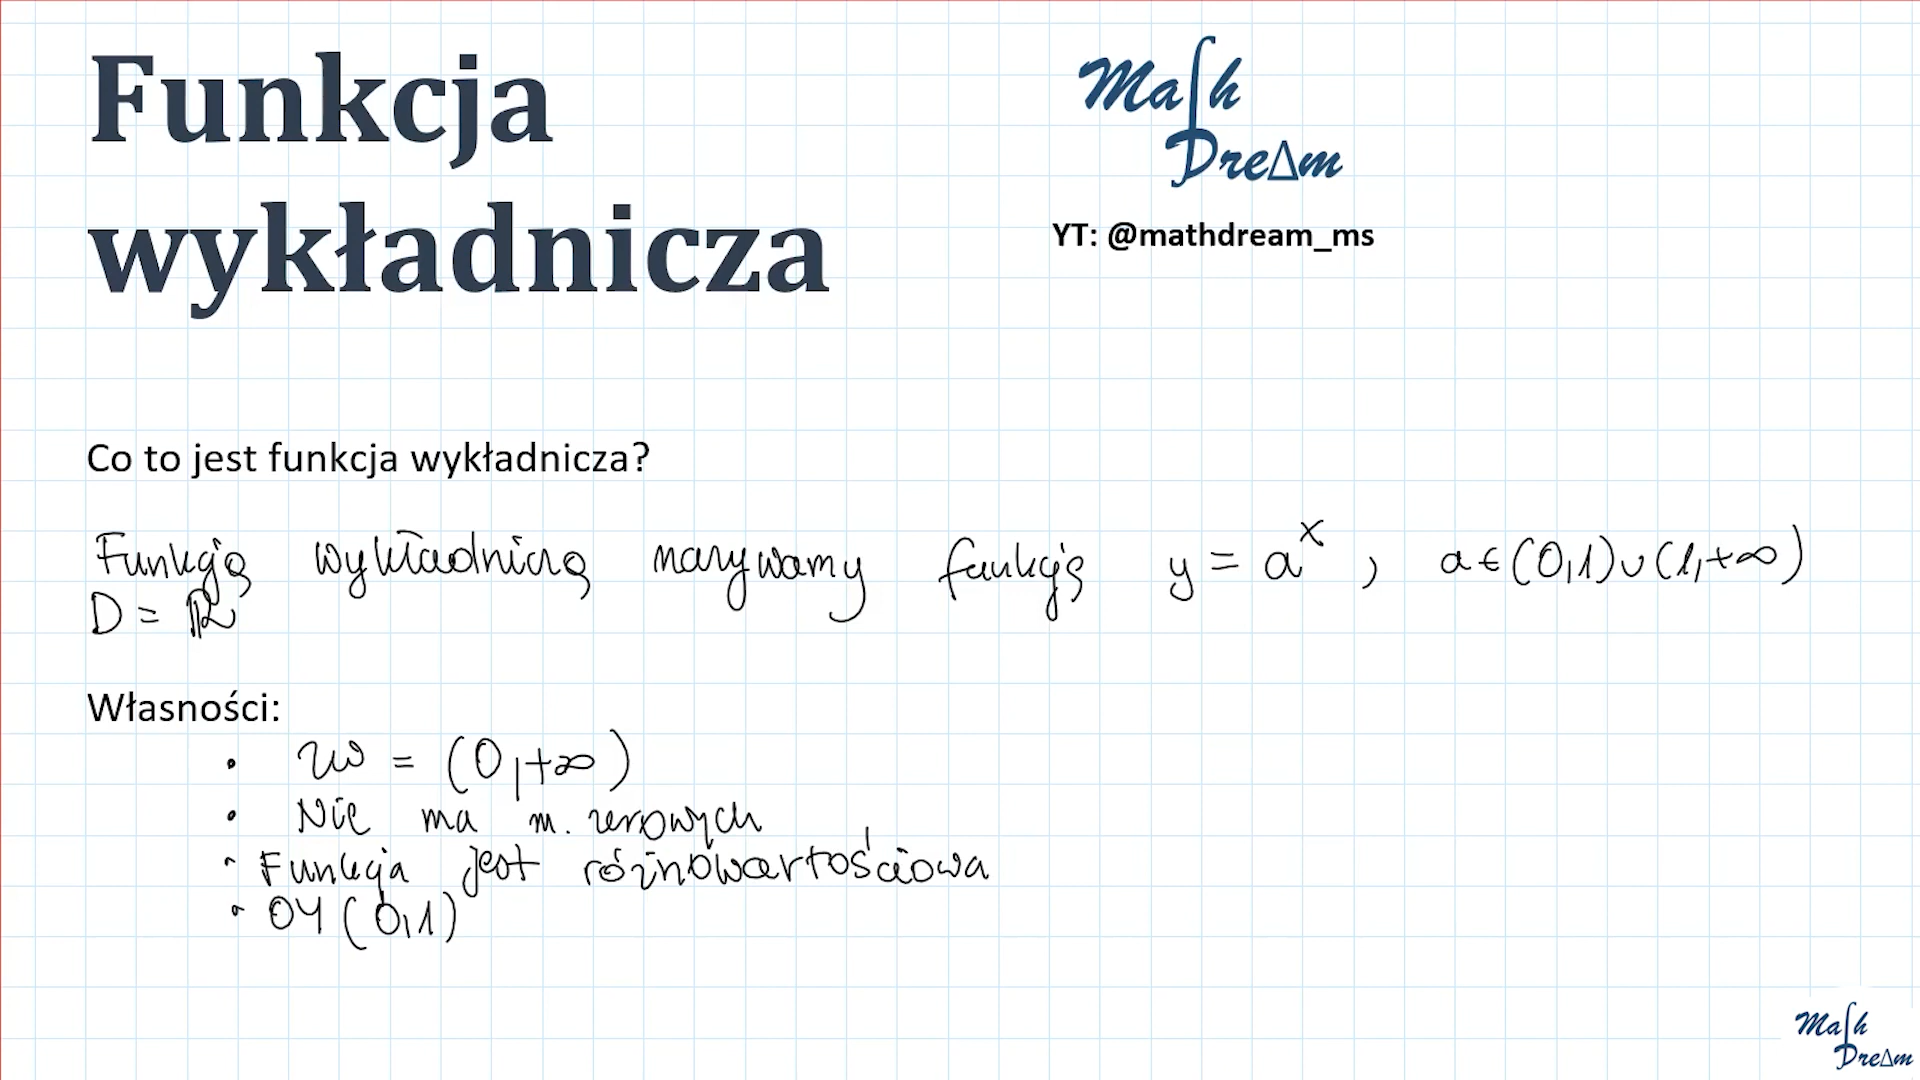 Funkcja
wykładnicza
Math
Dream
YT: @mathdream_ms
Co to jest funkcja wykładnicza?
Funkcją wykładniczą nazywamy funkcję y = a^x, a ∈ (0,1) ∪ (1,+∞)
D = ℝ
Własności:
• ZW = (0,+∞)
• Nie ma m. zerowych
• Funkcja jest różnowartościowa
• OY (0,1)
Math
Dream